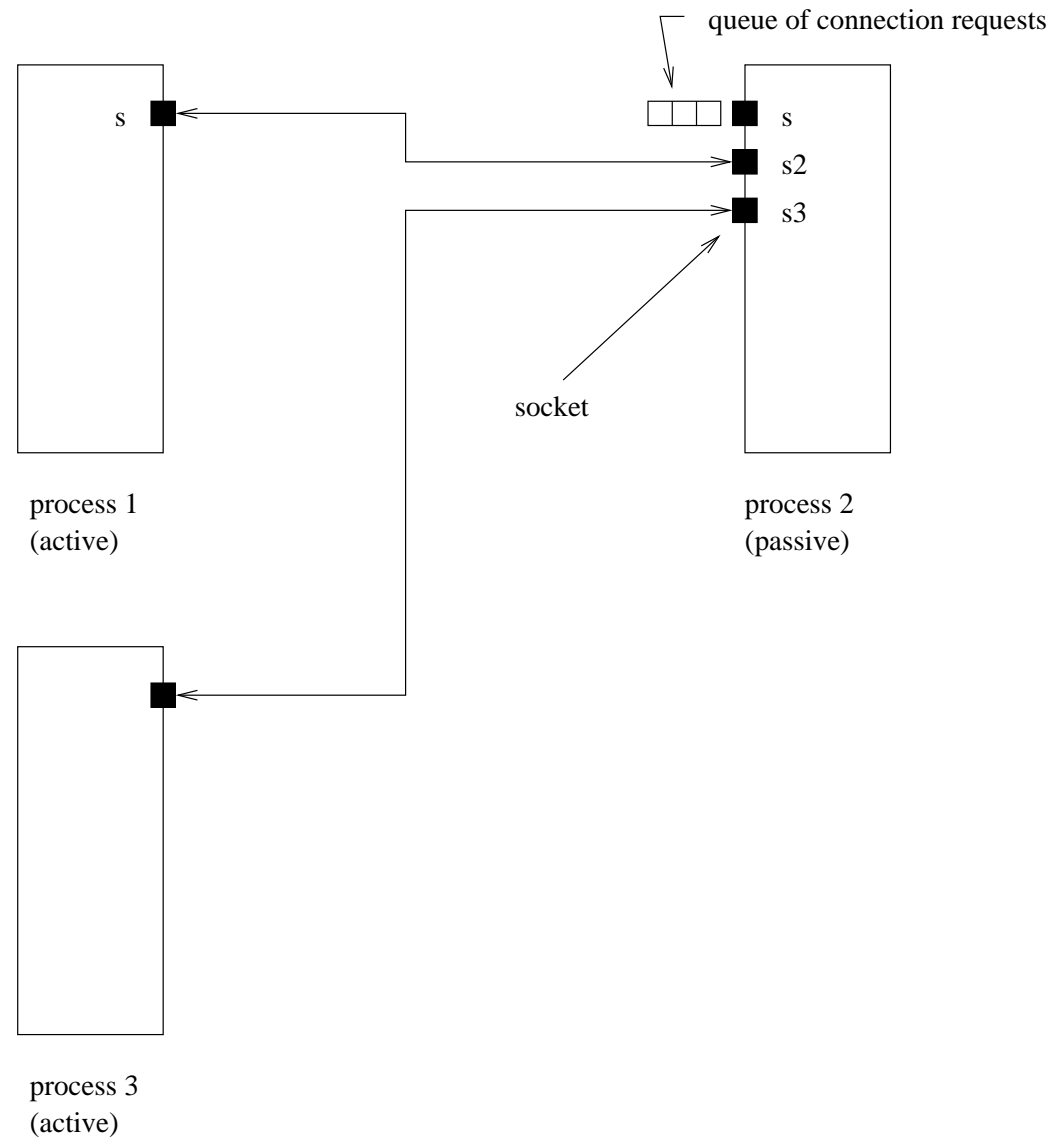 queue of connection requests
s
s
s2
s3
socket
process 1
(active)
process 2
(passive)
process 3
(active)